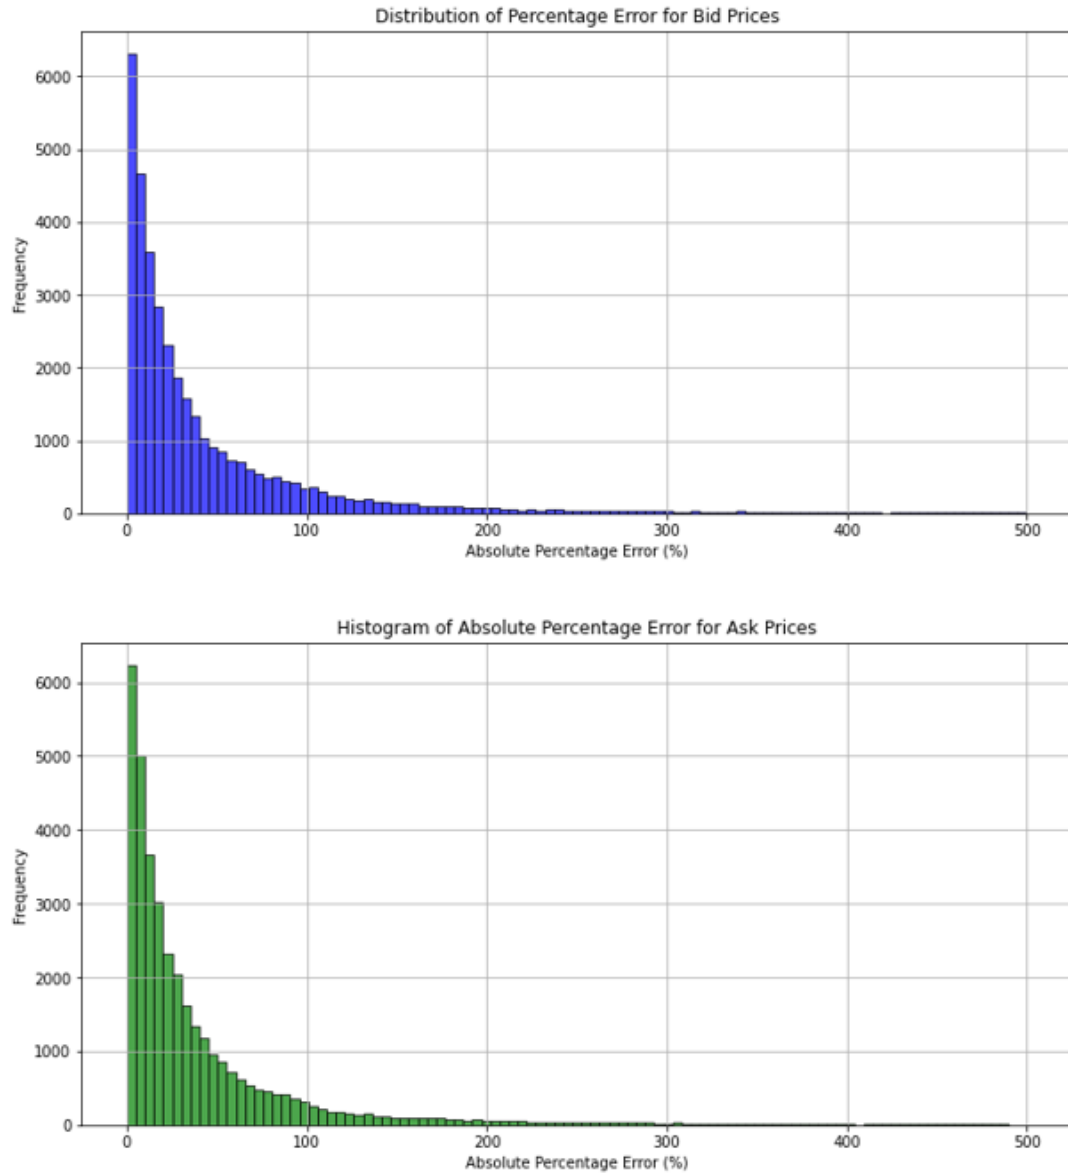 Distribution of Percentage Error for Bid Prices
6000
5000
4000
3000
2000
1000
0
Frequency
0 100 200 300 400 500
Absolute Percentage Error (%)
Histogram of Absolute Percentage Error for Ask Prices
6000
5000
4000
3000
2000
1000
0
Frequency
0 100 200 300 400 500
Absolute Percentage Error (%)